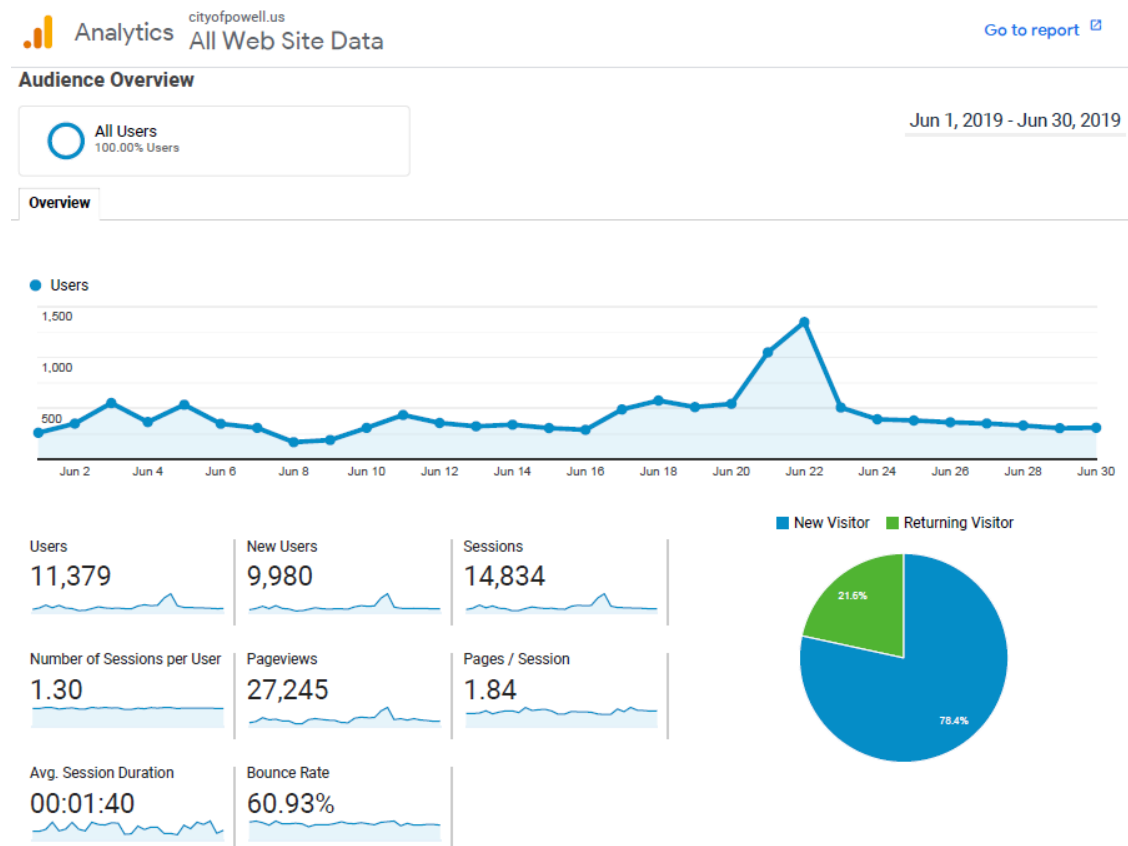 cityofpowell.us
Analytics All Web Site Data
Go to report
Audience Overview
All Users
100.00% Users
Jun 1, 2019 - Jun 30, 2019
Overview
Users
1,500
1,000
500
Jun 2 Jun 4 Jun 6 Jun 8 Jun 10 Jun 12 Jun 14 Jun 16 Jun 18 Jun 20 Jun 22 Jun 24 Jun 26 Jun 28 Jun 30
New Visitor Returning Visitor
Users New Users Sessions
11,379 9,980 14,834
21.6%
Number of Sessions per User Pageviews Pages / Session
1.30 27,245 1.84
78.4%
Avg. Session Duration Bounce Rate
00:01:40 60.93%